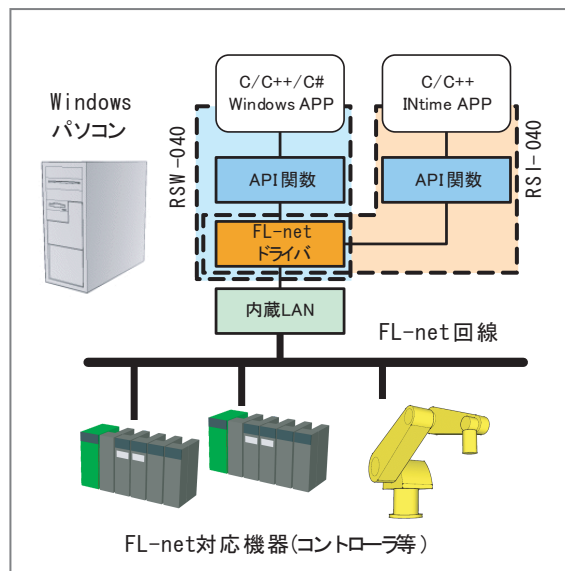 C/C++/C#
Windows APP
C/C++
INtime APP
Windows
パソコン
RSW-040
RSI-040
API関数
API関数
FL-net
ドライバ
内蔵LAN
FL-net回線
FL-net対応機器(コントローラ等)